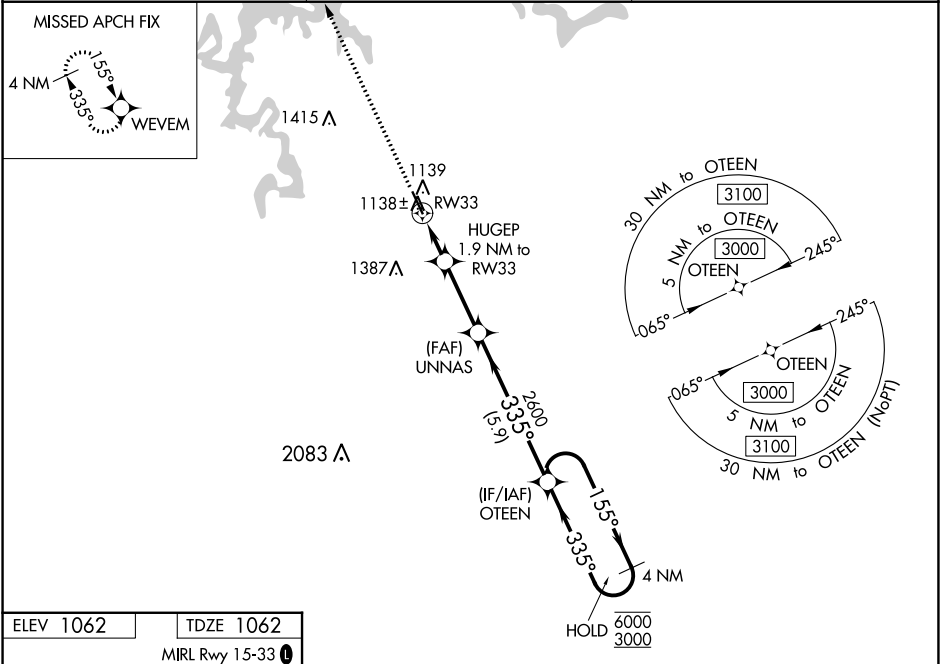 MISSED APCH FIX
4 NM
155°
335°
WEVEM
1415
1139
1138± RW33
HUGEP
1.9 NM to
RW33
1387
(FAF)
UNNAS
2600
335°
(5.9)
2083
(IF/IAF)
OTEEN
155°
335°
4 NM
HOLD 6000
3000
30 NM to OTEEN
3100
5 NM to OTEEN
3000
OTEEN
245°
065°
245°
065°
OTEEN
3000
5 NM to OTEEN
3100
30 NM to OTEEN (NoPT)
ELEV 1062
TDZE 1062
MIRL Rwy 15-33 L